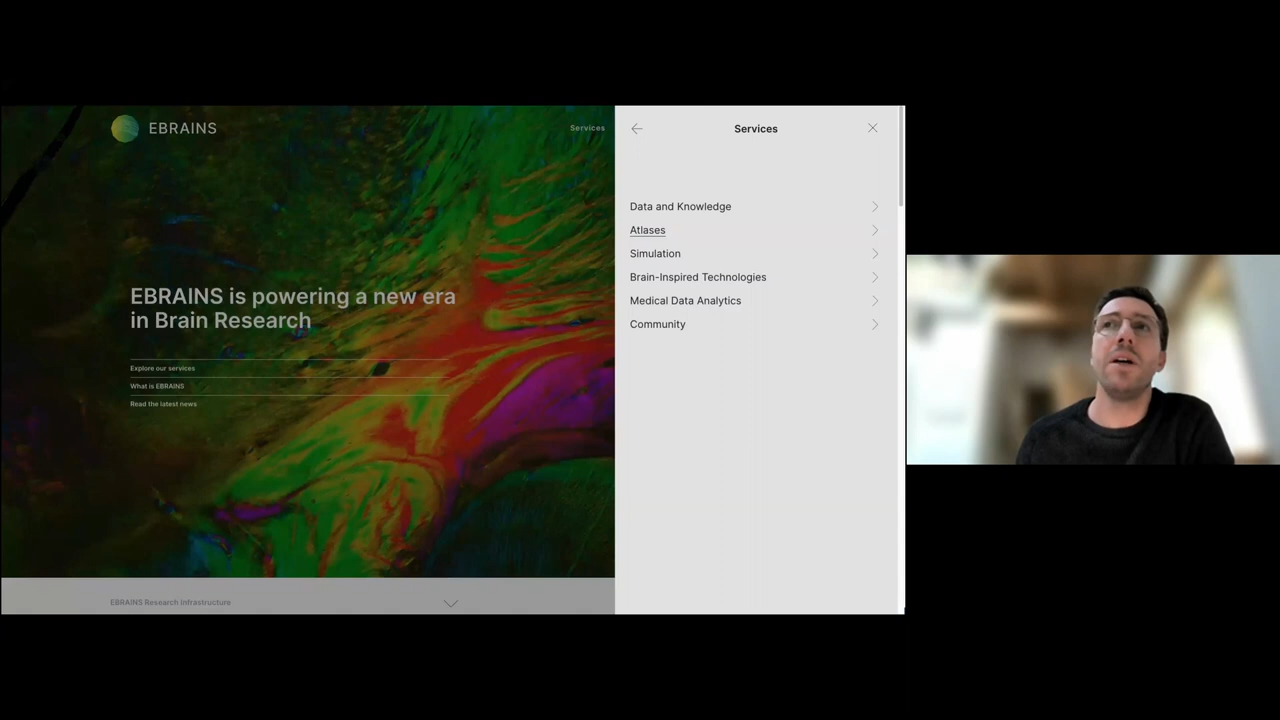 EBRAINS
Services
EBRAINS is powering a new era
in Brain Research
Explore our services
What is EBRAINS
Read the latest news
EBRAINS Research Infrastructure
Services
Data and Knowledge
Atlases
Simulation
Brain-Inspired Technologies
Medical Data Analytics
Community